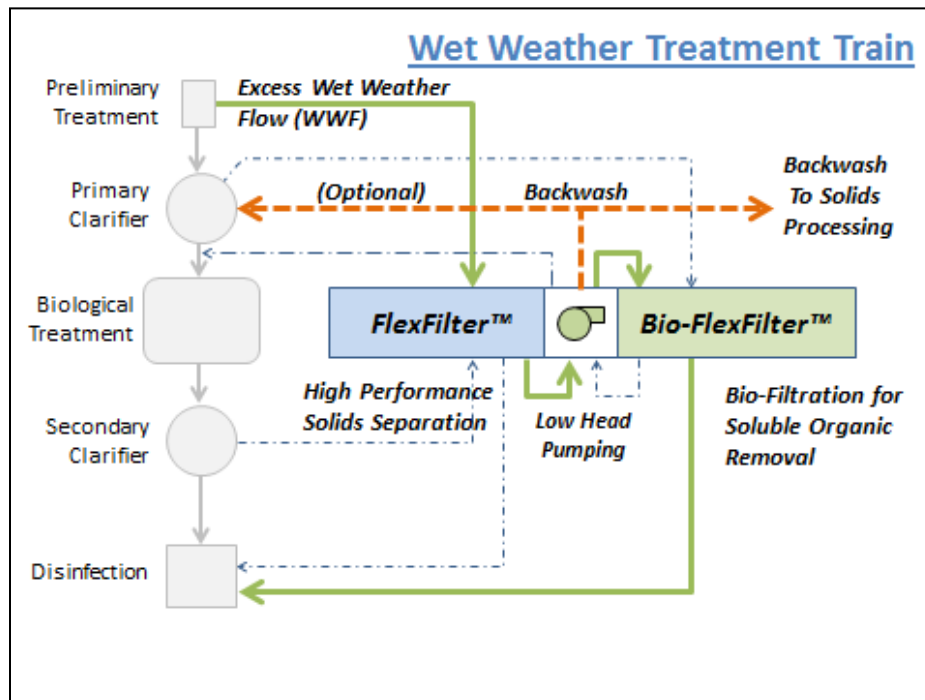 Wet Weather Treatment Train
Preliminary
Treatment
Excess Wet Weather
Flow (WWF)
Primary
Clarifier
(Optional)
Backwash
Backwash
To Solids
Processing
Biological
Treatment
FlexFilter™
Bio-FlexFilter™
High Performance
Solids Separation
Low Head
Pumping
Bio-Filtration for
Soluble Organic
Removal
Secondary
Clarifier
Disinfection